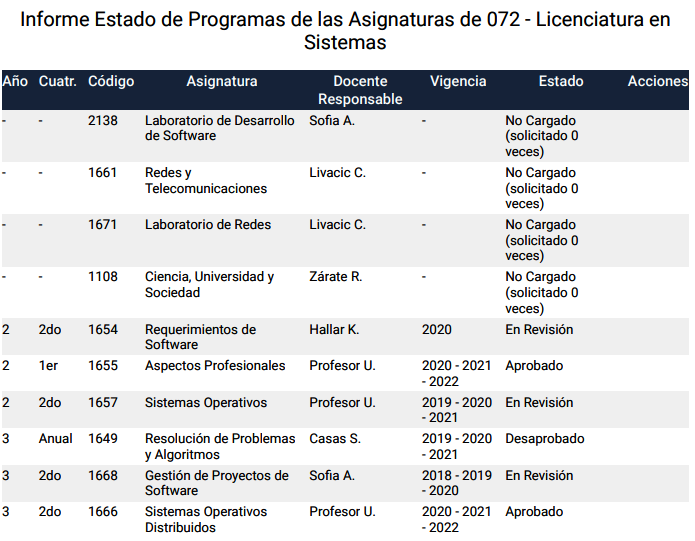 Informe Estado de Programas de las Asignaturas de 072 - Licenciatura en
Sistemas
Año Cuatr. Código Asignatura Docente Responsable Vigencia Estado Acciones
- - 2138 Laboratorio de Desarrollo de Software Sofia A. - No Cargado (solicitado 0 veces)
- - 1661 Redes y Telecomunicaciones Livacic C. - No Cargado (solicitado 0 veces)
- - 1671 Laboratorio de Redes Livacic C. - No Cargado (solicitado 0 veces)
- - 1108 Ciencia, Universidad y Sociedad Zárate R. - No Cargado (solicitado 0 veces)
2 2do 1654 Requerimientos de Software Hallar K. 2020 En Revisión
2 1er 1655 Aspectos Profesionales Profesor U. 2020 - 2021 - 2022 Aprobado
2 2do 1657 Sistemas Operativos Profesor U. 2019 - 2020 - 2021 En Revisión
3 Anual 1649 Resolución de Problemas y Algoritmos Casas S. 2019 - 2020 - 2021 Desaprobado
3 2do 1668 Gestión de Proyectos de Software Sofia A. 2018 - 2019 - 2020 En Revisión
3 2do 1666 Sistemas Operativos Distribuidos Profesor U. 2020 - 2021 - 2022 Aprobado